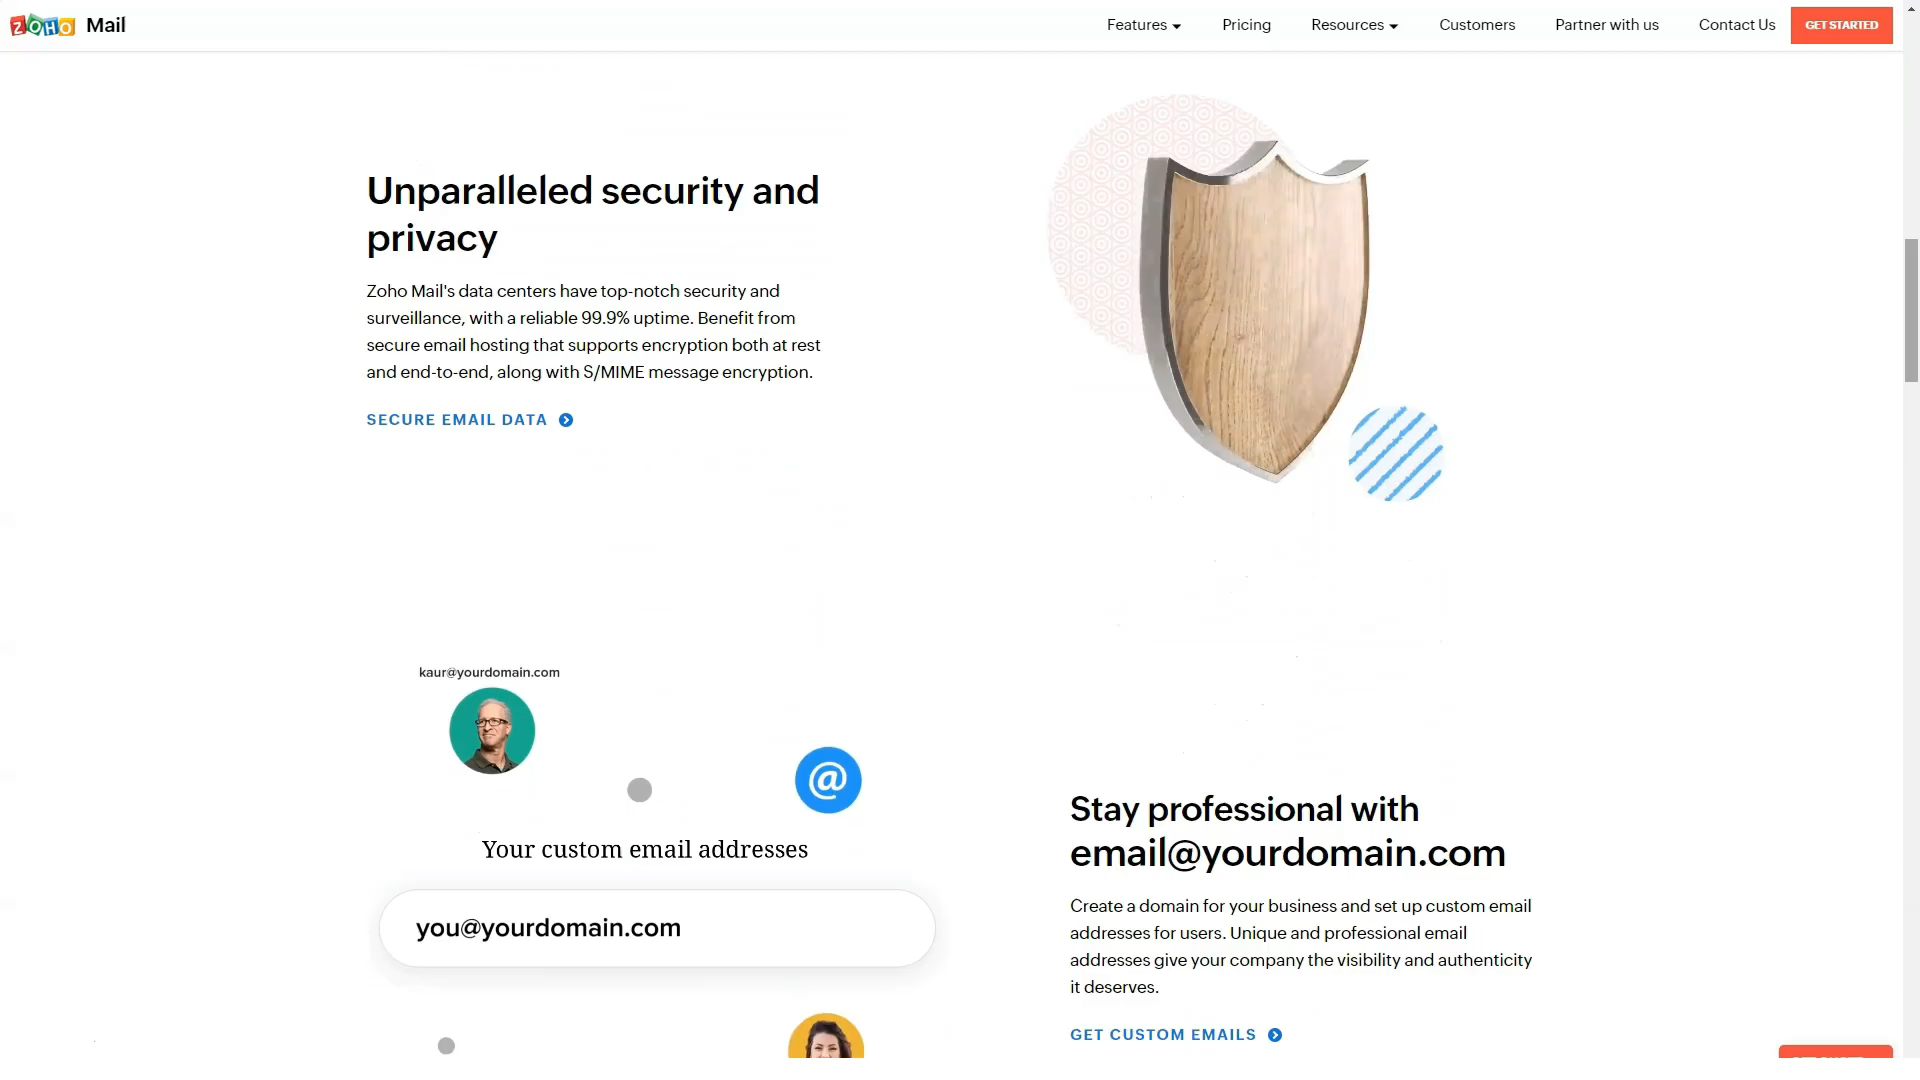 ZOHO Mail
Features
Pricing
Resources
Customers
Partner with us
Contact Us
GET STARTED
Unparalleled security and
privacy
Zoho Mail's data centers have top-notch security and
surveillance, with a reliable 99.9% uptime. Benefit from
secure email hosting that supports encryption both at rest
and end-to-end, along with S/MIME message encryption.
SECURE EMAIL DATA
kaur@yourdomain.com
@
Your custom email addresses
you@yourdomain.com
Stay professional with
email@yourdomain.com
Create a domain for your business and set up custom email
addresses for users. Unique and professional email
addresses give your company the visibility and authenticity
it deserves.
GET CUSTOM EMAILS